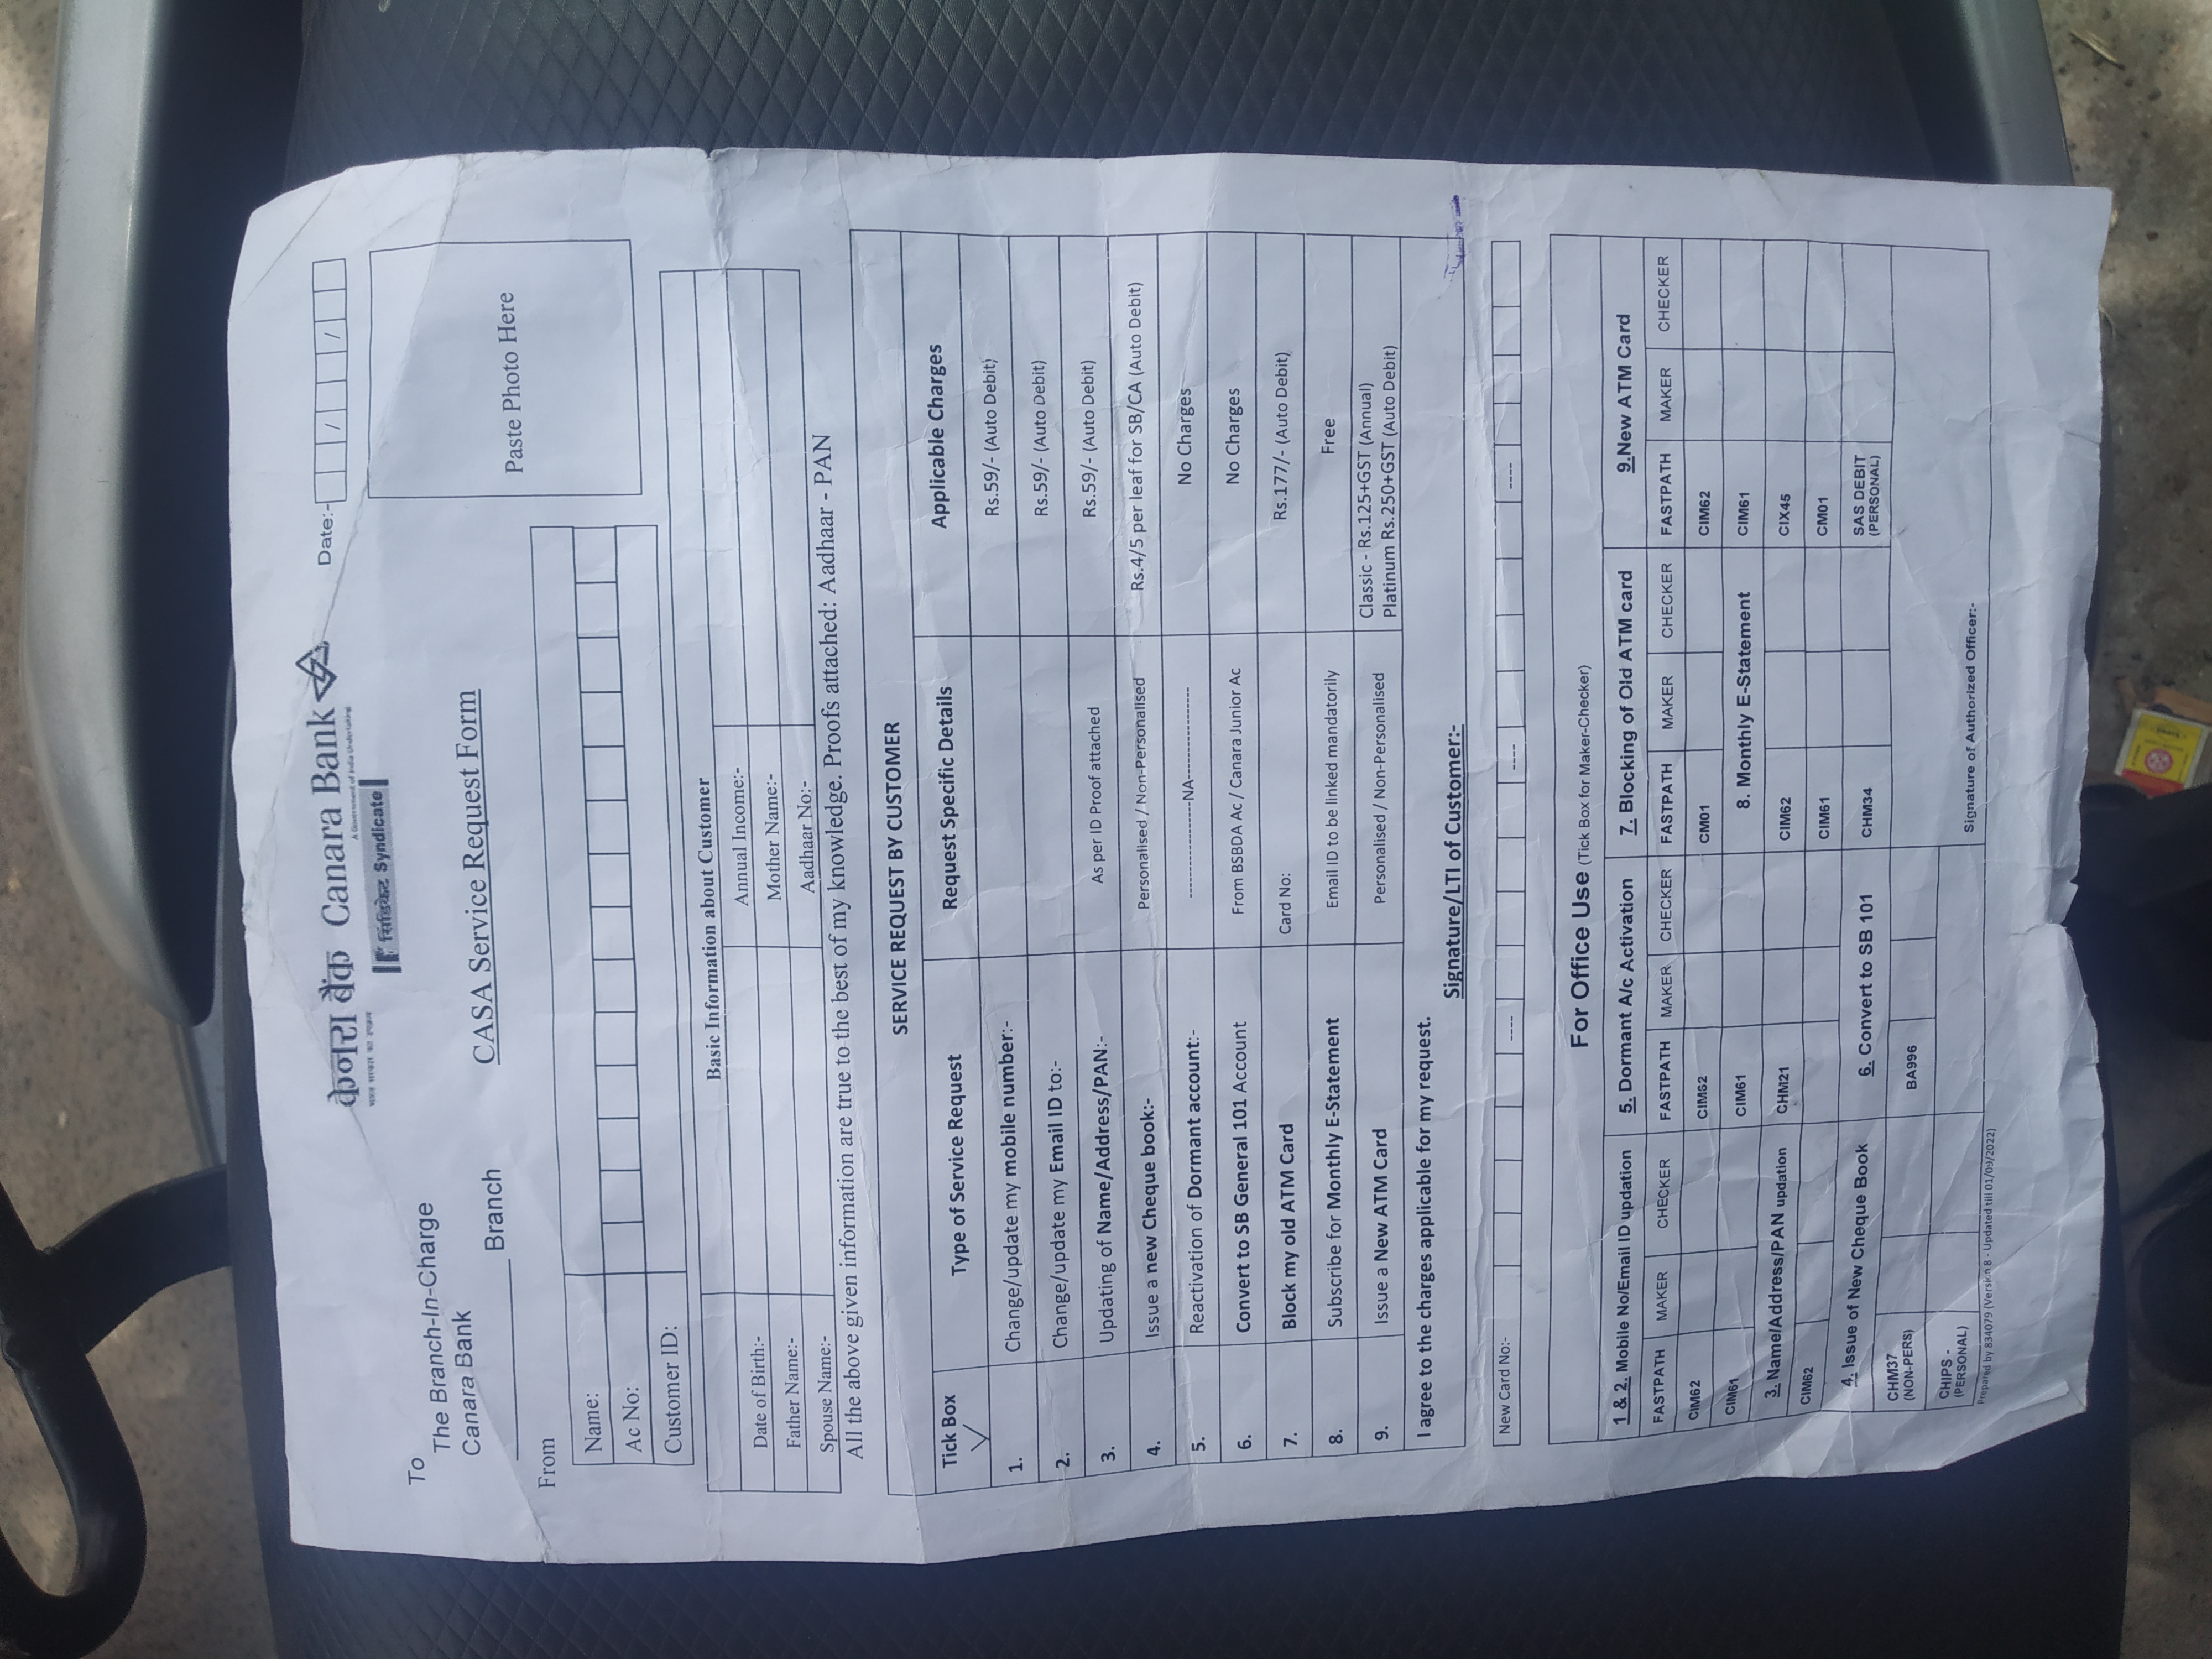 केनरा बैंक Canara Bank
भारत सरकार का उपक्रम A Government of India Undertaking
सिंडिकेट Syndicate
Date:- / /
To
The Branch-In-Charge
Canara Bank
Branch
CASA Service Request Form
Paste Photo Here
From
Name:
Ac No:
Customer ID:
Basic Information about Customer
Date of Birth:- Annual Income:-
Father Name:- Mother Name:-
Spouse Name:- Aadhaar No:-
All the above given information are true to the best of my knowledge. Proofs attached: Aadhaar - PAN
SERVICE REQUEST BY CUSTOMER
Tick Box Type of Service Request Request Specific Details Applicable Charges
1. Change/update my mobile number:- Rs.59/- (Auto Debit)
2. Change/update my Email ID to:- Rs.59/- (Auto Debit)
3. Updating of Name/Address/PAN:- As per ID Proof attached Rs.59/- (Auto Debit)
4. Issue a new Cheque book:- Personalised / Non-Personalised Rs.4/5 per leaf for SB/CA (Auto Debit)
5. Reactivation of Dormant account:- ----------------NA---------------- No Charges
6. Convert to SB General 101 Account From BSBDA Ac / Canara Junior Ac No Charges
7. Block my old ATM Card Card No: Rs.177/- (Auto Debit)
8. Subscribe for Monthly E-Statement Email ID to be linked mandatorily Free
9. Issue a New ATM Card Personalised / Non-Personalised Classic - Rs.125+GST (Annual)
Platinum Rs.250+GST (Auto Debit)
I agree to the charges applicable for my request.
Signature/LTI of Customer:-
New Card No:- ---- ---- ----
For Office Use (Tick Box for Maker-Checker)
1 & 2. Mobile No/Email ID updation 5. Dormant A/c Activation 7. Blocking of Old ATM card 9.New ATM Card
FASTPATH MAKER CHECKER FASTPATH MAKER CHECKER FASTPATH MAKER CHECKER FASTPATH MAKER CHECKER
CIM62 CIM62 CM01 CIM62
CIM61 CIM61 8. Monthly E-Statement CIM61
3. Name/Address/PAN updation CHM21 CIM62 CIX45
CIM62 CIM61 CM01
4. Issue of New Cheque Book 6. Convert to SB 101 CHM34 SAS DEBIT
(PERSONAL)
CHM37
(NON-PERS) BA996
CHIPS -
(PERSONAL) Signature of Authorized Officer:-
Prepared by 834079 (Version 8 - Updated till 01/09/2022)